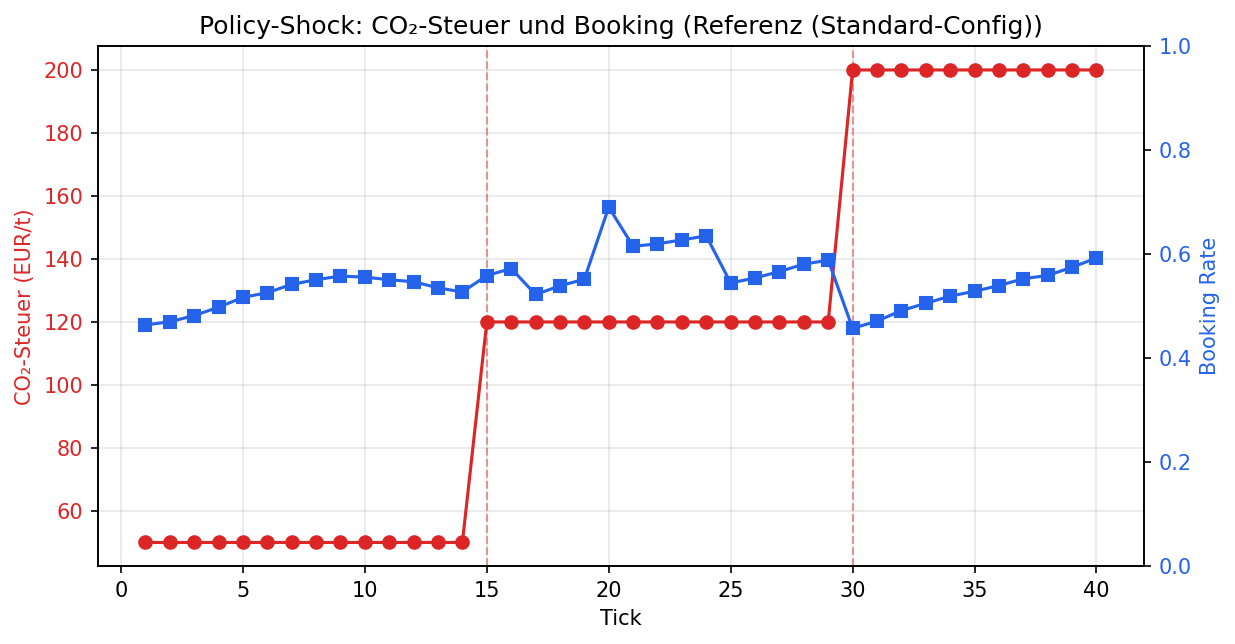 Policy-Shock: CO₂-Steuer und Booking (Referenz (Standard-Config))
CO₂-Steuer (EUR/t)
200
180
160
140
120
100
80
60
1.0
0.8
0.6
0.4
0.2
0.0
Booking Rate
0 5 10 15 20 25 30 35 40
Tick